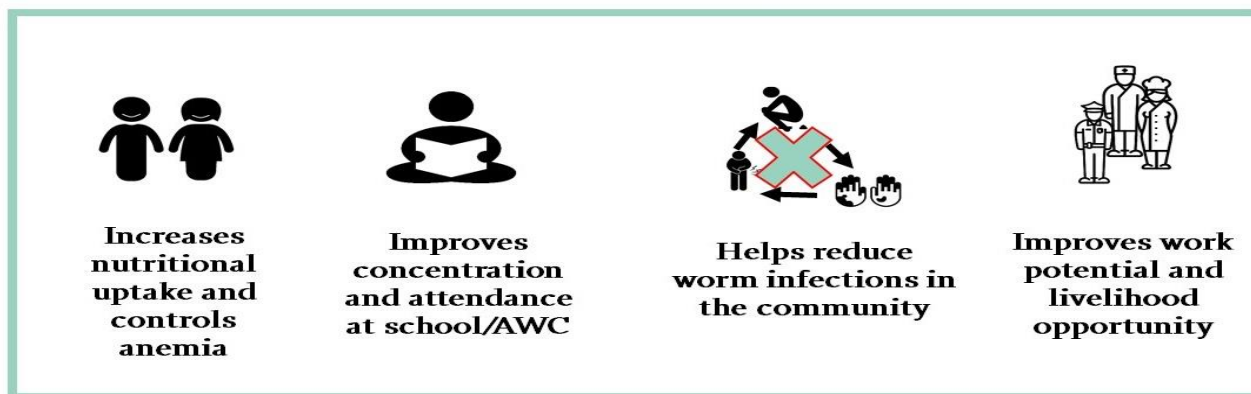 Increases
nutritional
uptake and
controls
anemia
Improves
concentration
and attendance
at school/AWC
Helps reduce
worm infections in
the community
Improves work
potential and
livelihood
opportunity